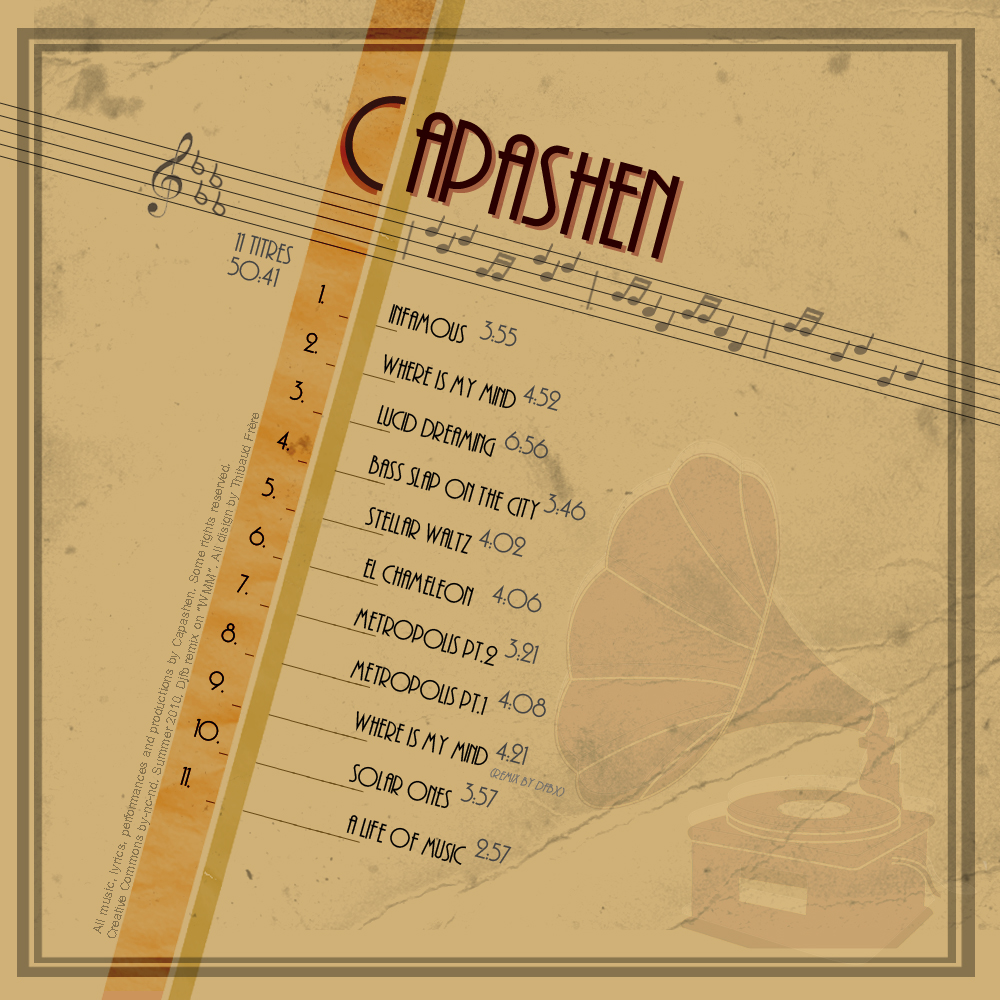 CAPASHEN
11 TITRES
50:41
1. INFAMOUS 3:55
2. WHERE IS MY MIND 4:52
3. LUCID DREAMING 6:56
4. BASS SLAP ON THE CITY 3:46
5. STELLAR WALTZ 4:02
6. EL CHAMELEON 4:06
7. METROPOLIS PT.2 3:21
8. METROPOLIS PT.1 4:08
9. WHERE IS MY MIND 4:21
(REMIX BY DJFBX)
10. SOLAR ONES 3:57
11. A LIFE OF MUSIC 2:57
All music, lyrics, performances and productions by Capashen. Some rights reserved.
Creative Commons by-nc-nd. Summer 2010. Djfb remix on "WIMM". All disign by Thibaud Frère